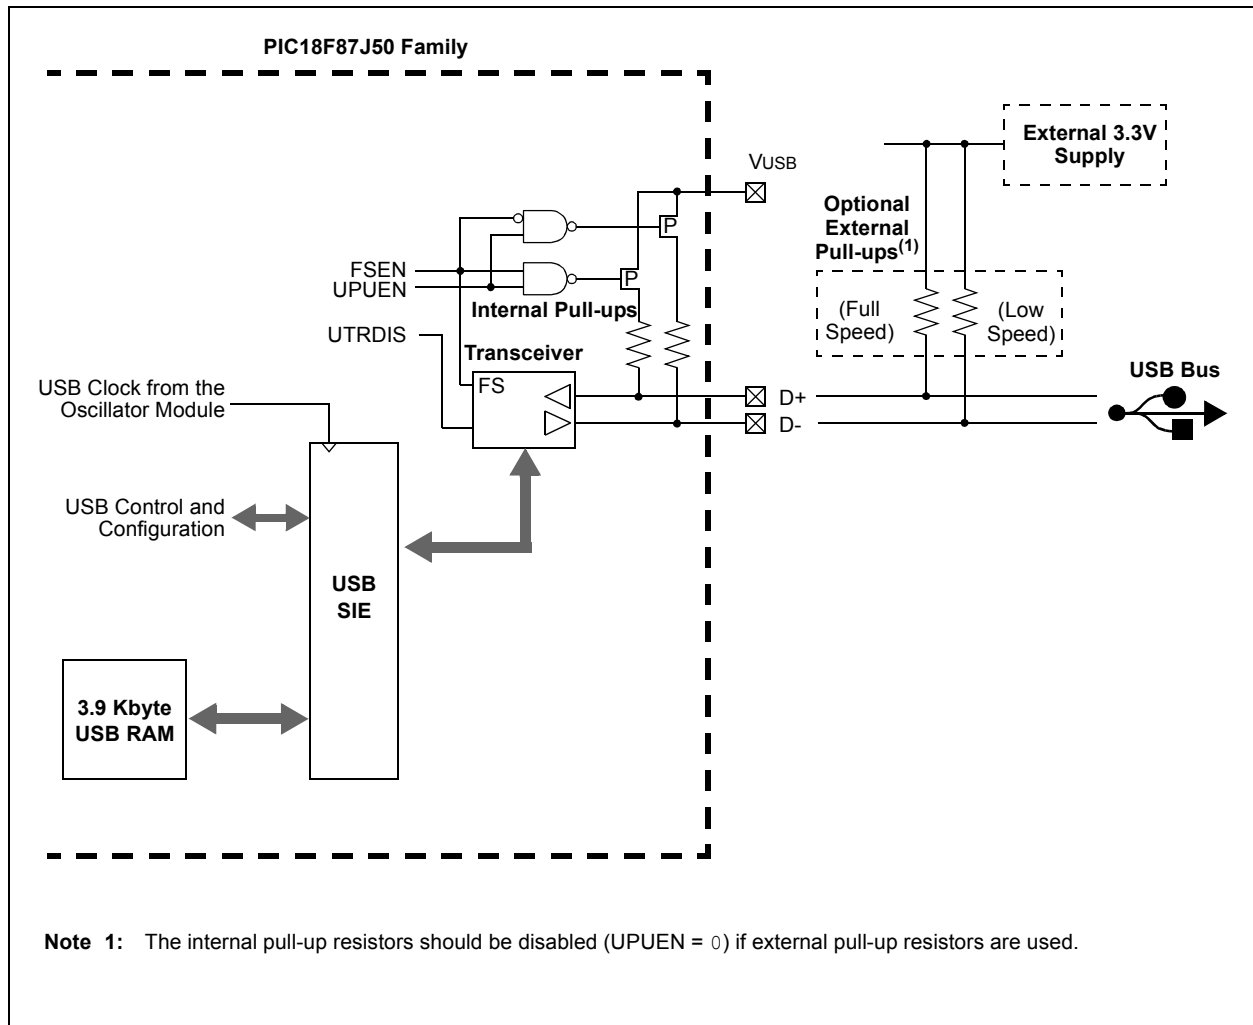 PIC18F87J50 Family
External 3.3V
Supply
VUSB
Optional
External
Pull-ups(1)
P
FSEN
P
UPUEN
Internal Pull-ups
(Full
Speed)
(Low
Speed)
UTRDIS
Transceiver
FS
USB Clock from the
Oscillator Module
D+
D-
USB Bus
USB Control and
Configuration
USB
SIE
3.9 Kbyte
USB RAM
Note 1: The internal pull-up resistors should be disabled (UPUEN = 0) if external pull-up resistors are used.